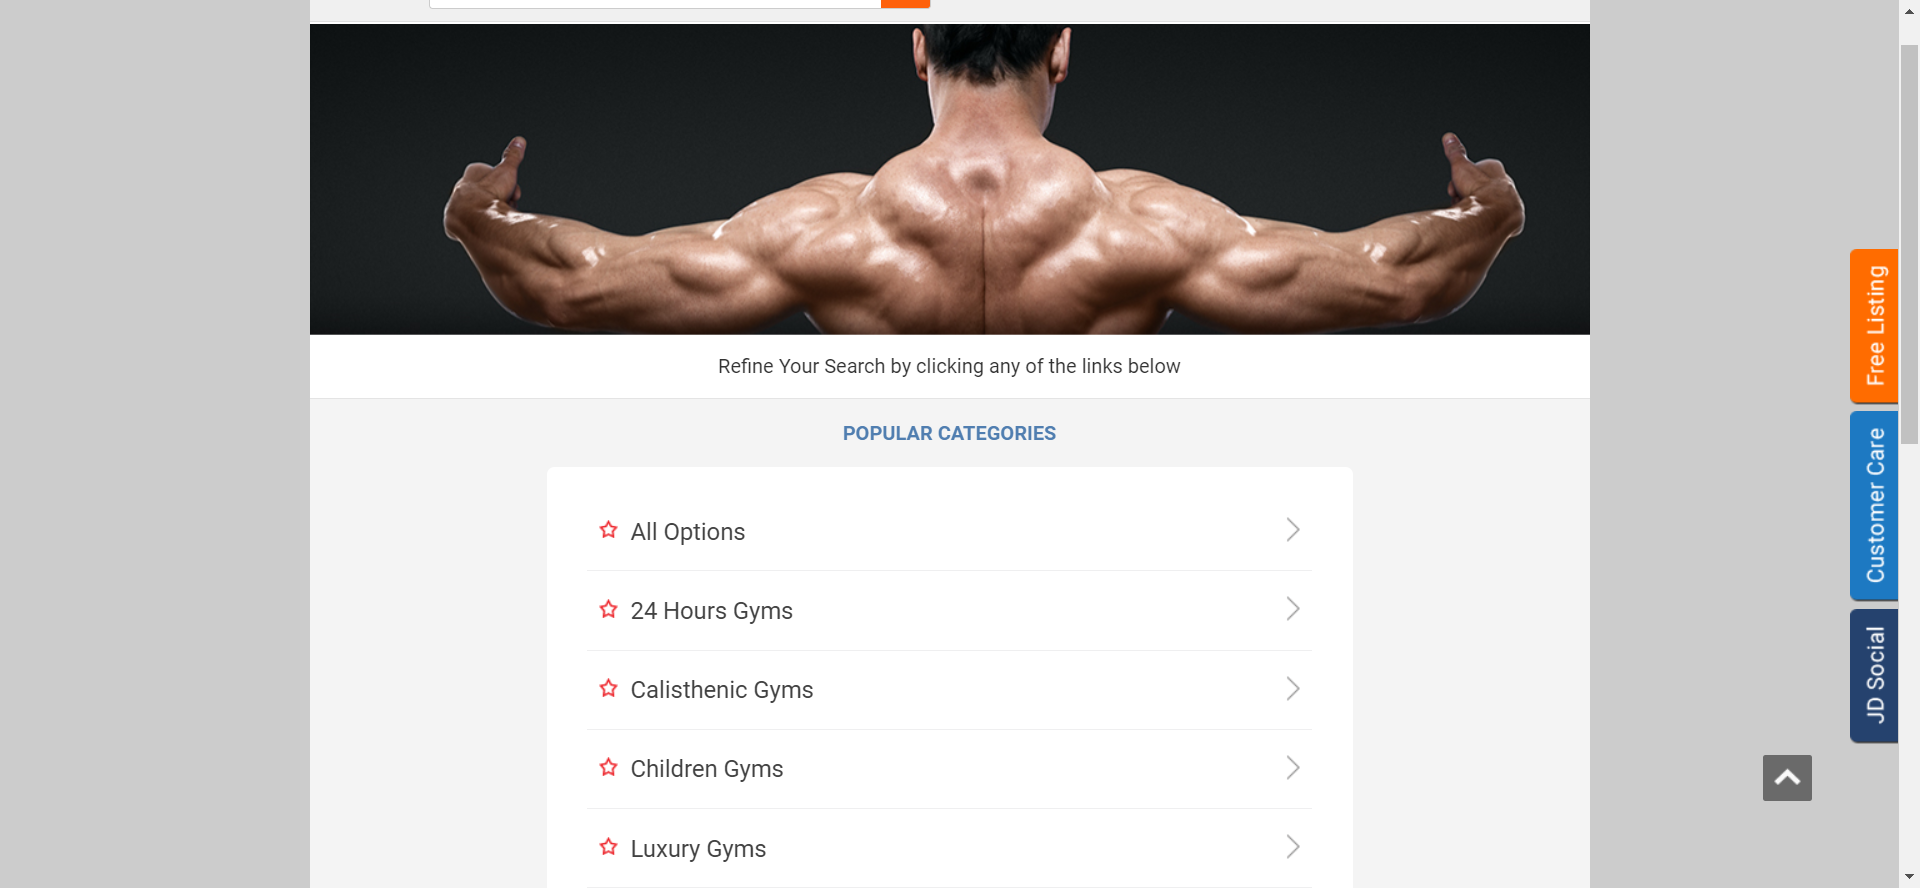 Refine Your Search by clicking any of the links below
POPULAR CATEGORIES
All Options
24 Hours Gyms
Calisthenic Gyms
Children Gyms
Luxury Gyms
Free Listing
Customer Care
JD Social